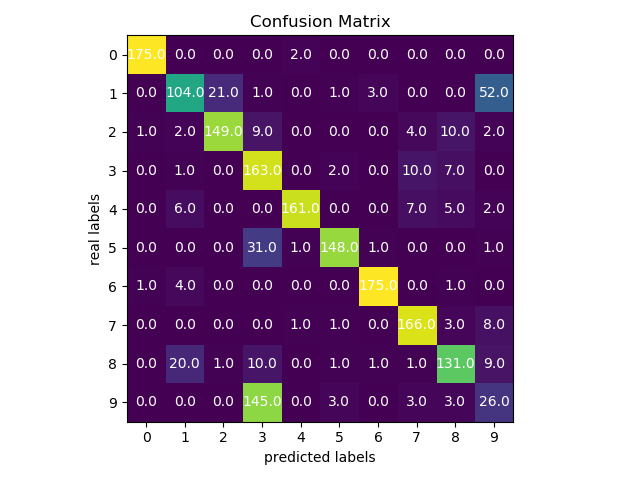 Confusion Matrix
real labels
0 175.0 0.0 0.0 0.0 2.0 0.0 0.0 0.0 0.0 0.0
1 0.0 104.0 21.0 1.0 0.0 1.0 3.0 0.0 0.0 52.0
2 1.0 2.0 149.0 9.0 0.0 0.0 0.0 4.0 10.0 2.0
3 0.0 1.0 0.0 163.0 0.0 2.0 0.0 10.0 7.0 0.0
4 0.0 6.0 0.0 0.0 161.0 0.0 0.0 7.0 5.0 2.0
5 0.0 0.0 0.0 31.0 1.0 148.0 1.0 0.0 0.0 1.0
6 1.0 4.0 0.0 0.0 0.0 0.0 175.0 0.0 1.0 0.0
7 0.0 0.0 0.0 0.0 1.0 1.0 0.0 166.0 3.0 8.0
8 0.0 20.0 1.0 10.0 0.0 1.0 1.0 1.0 131.0 9.0
9 0.0 0.0 0.0 145.0 0.0 3.0 0.0 3.0 3.0 26.0
0 1 2 3 4 5 6 7 8 9
predicted labels